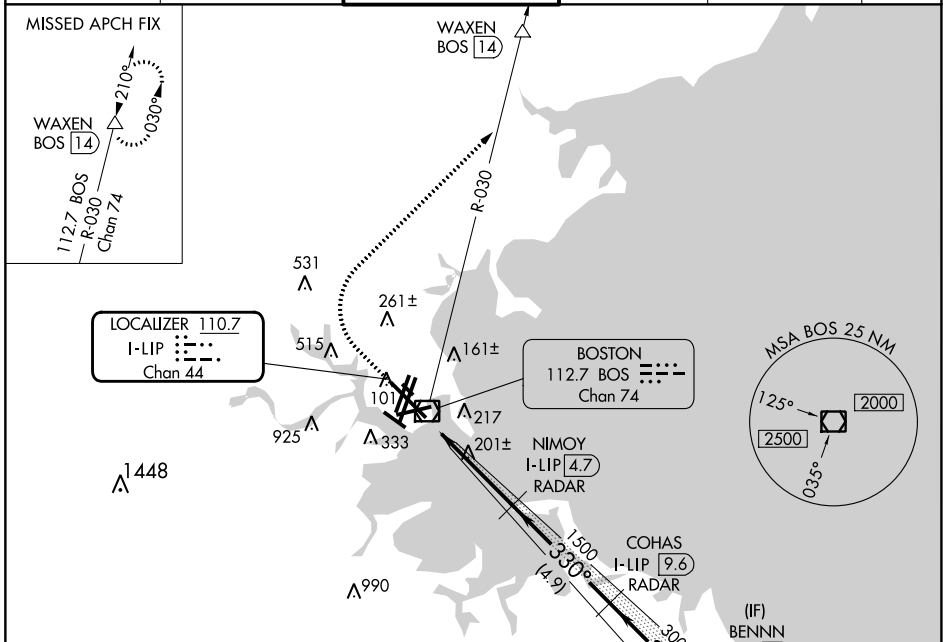 MISSED APCH FIX
210°
030°
WAXEN
BOS 14
112.7 BOS
R-030
Chan 74
WAXEN
BOS 14
R-030
531
261±
LOCALIZER 110.7
I-LIP
Chan 44
515
161±
BOSTON
112.7 BOS
Chan 74
MSA BOS 25 NM
125°
2000
2500
035°
101
217
925
333
201±
NIMOY
I-LIP 4.7
RADAR
1448
1500
330°
(4.9)
COHAS
I-LIP 9.6
RADAR
990
(IF)
BENNN